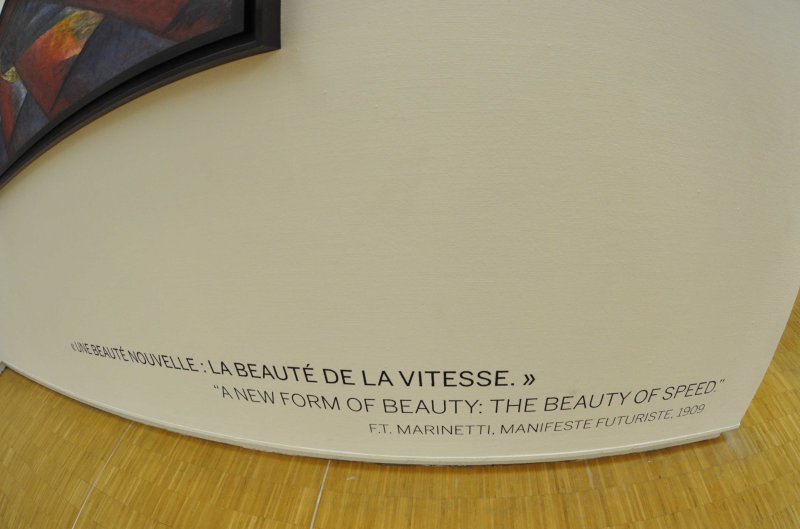 « UNE BEAUTÉ NOUVELLE : LA BEAUTÉ DE LA VITESSE. »
“A NEW FORM OF BEAUTY: THE BEAUTY OF SPEED.”
F.T. MARINETTI, MANIFESTE FUTURISTE, 1909